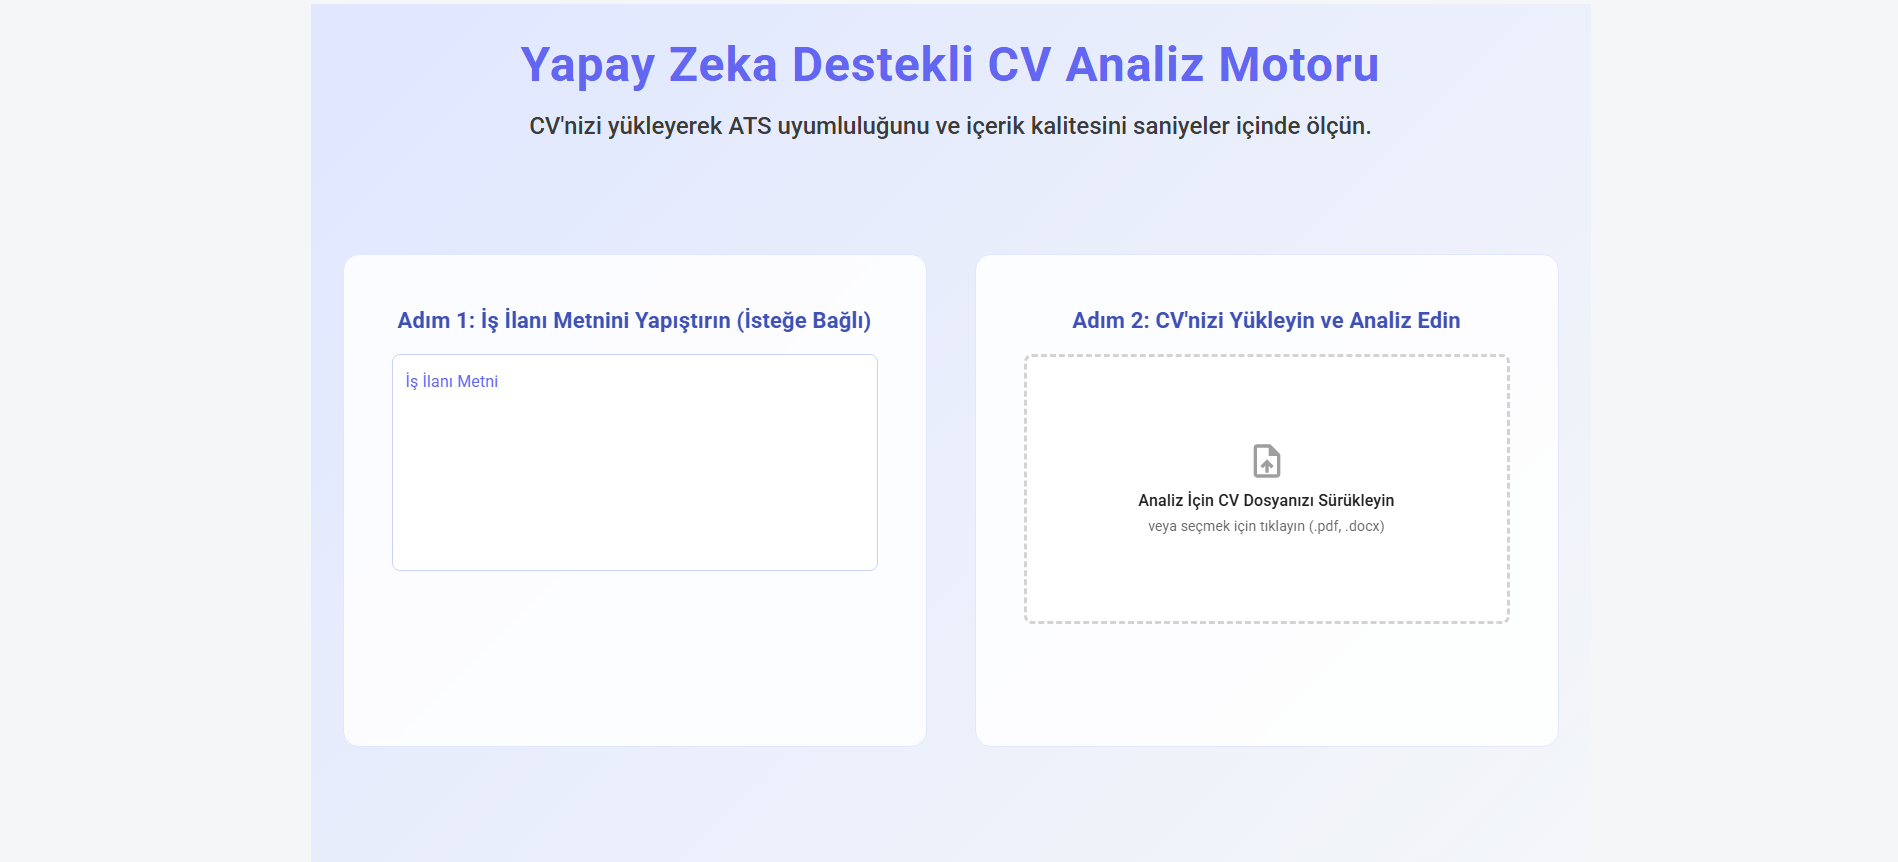 Yapay Zeka Destekli CV Analiz Motoru
CV'nizi yükleyerek ATS uyumluluğunu ve içerik kalitesini saniyeler içinde ölçün.
Adım 1: İş İlanı Metnini Yapıştırın (İsteğe Bağlı)
İş İlanı Metni
Adım 2: CV'nizi Yükleyin ve Analiz Edin
Analiz İçin CV Dosyanızı Sürükleyin
veya seçmek için tıklayın (.pdf, .docx)